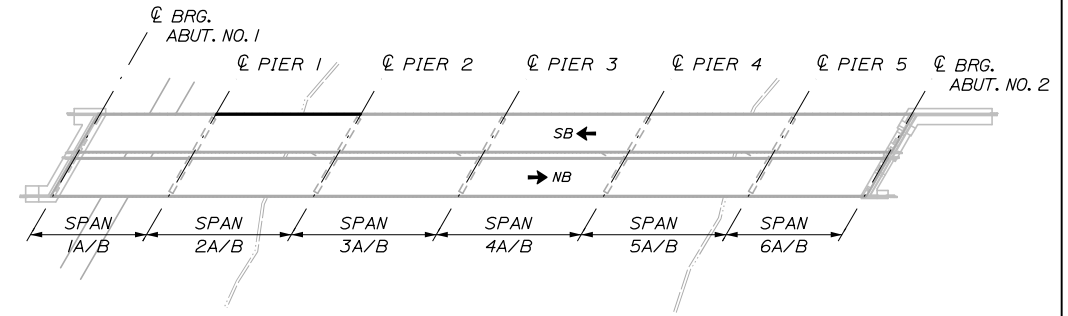 ℄ BRG.
ABUT. NO. 1
℄ PIER 1
℄ PIER 2
℄ PIER 3
℄ PIER 4
℄ PIER 5
℄ BRG.
ABUT. NO. 2
SB
NB
SPAN
1A/B
SPAN
2A/B
SPAN
3A/B
SPAN
4A/B
SPAN
5A/B
SPAN
6A/B